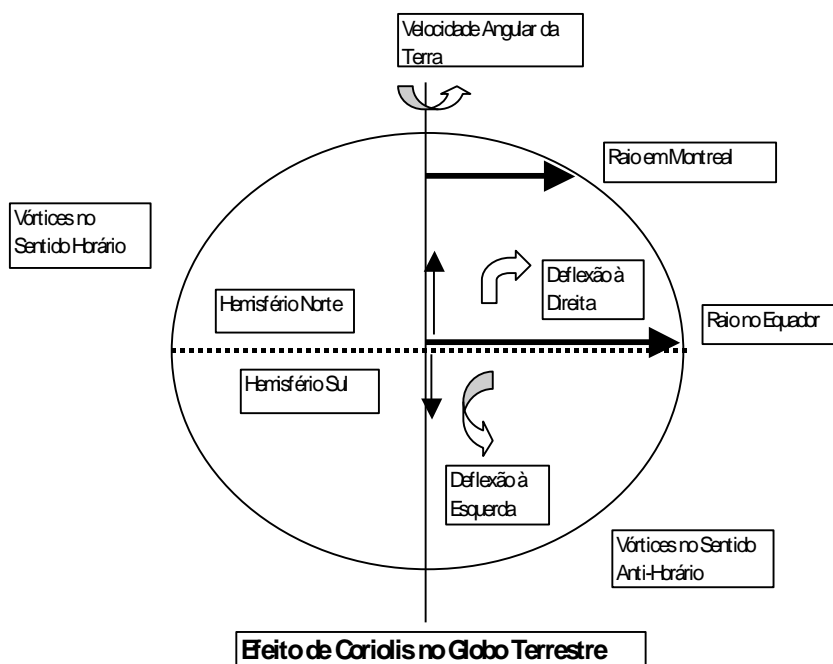 Velocidade Angular da
Terra
Raio em Montreal
Vórtices no
Sentido Horário
Deflexão à
Direita
Hemisfério Norte
Raio no Equador
Hemisfério Sul
Deflexão à
Esquerda
Vórtices no Sentido
Anti-Horário
Efeito de Coriolis no Globo Terrestre